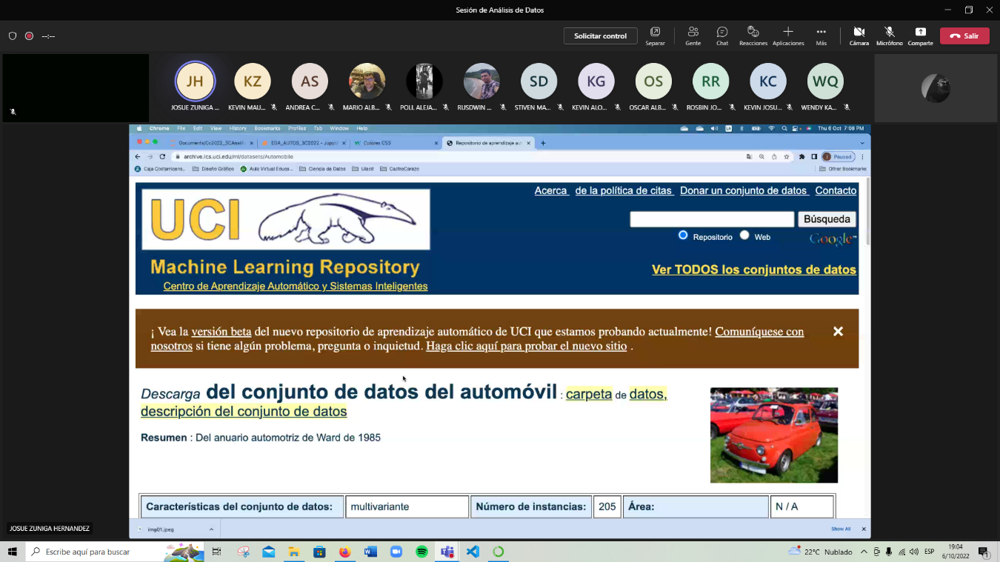 Sesión de Análisis de Datos
--:--
Solicitar control
Separar
Gente
Chat
Reacciones
Aplicaciones
Más
Cámara
Micrófono
Comparte
Salir
JH
KZ
AS
SD
KG
OS
RR
KC
WQ
JOSUE ZUNIGA ...
KEVIN MAU...
ANDREA C...
MARIO ALB...
POLL ALEJA...
RUSDWIN ...
STIVEN MA...
KEVIN ALO...
OSCAR ALB...
ROSBIN JO...
KEVIN JOSU...
WENDY KA...
Chrome File Edit View History Bookmarks Profiles Tab Window Help
Thu 6 Oct 7:08 PM
Documents/Cc2022_3CAnali
EDA_AUTOS_3C2022 - Jupyt
Colores CSS
Repositorio de aprendizaje au
archive.ics.uci.edu/ml/datasets/Automobile
Paused
Caja Costarricens...
Diseño Gráfico
Aula Virtual Educa...
Ciencia de Datos
Ulacit
CastroCarazo
Other Bookmarks
UCI
Machine Learning Repository
Centro de Aprendizaje Automático y Sistemas Inteligentes
Acerca de la política de citas Donar un conjunto de datos Contacto
Búsqueda
Repositorio Web
Google™
Ver TODOS los conjuntos de datos
¡ Vea la versión beta del nuevo repositorio de aprendizaje automático de UCI que estamos probando actualmente! Comuníquese con
nosotros si tiene algún problema, pregunta o inquietud. Haga clic aquí para probar el nuevo sitio .
Descarga del conjunto de datos del automóvil : carpeta de datos,
descripción del conjunto de datos
Resumen : Del anuario automotriz de Ward de 1985
Características del conjunto de datos: multivariante Número de instancias: 205 Área: N / A
img01.jpeg
Show All
JOSUE ZUNIGA HERNANDEZ
Escribe aquí para buscar
22°C Nublado
ESP
19:04
6/10/2022